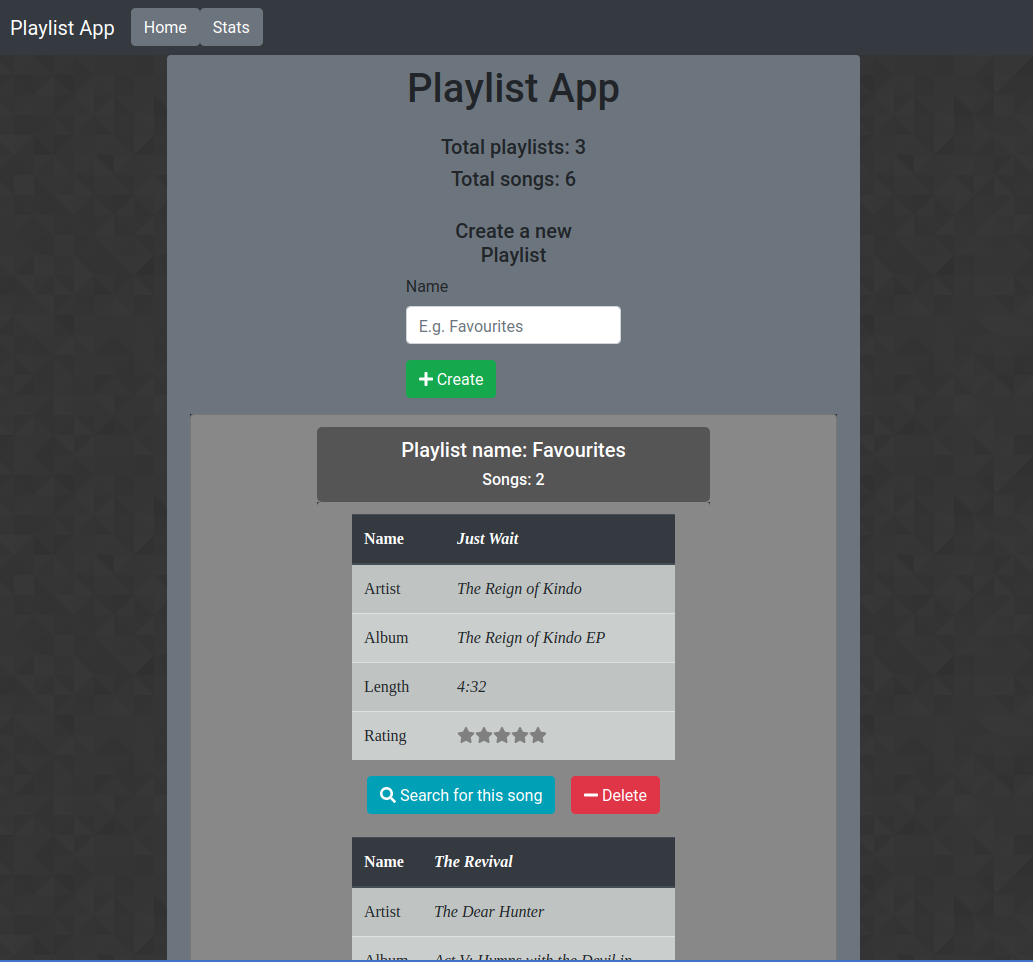 Playlist App Home Stats
Playlist App
Total playlists: 3
Total songs: 6
Create a new
Playlist
Name
E.g. Favourites
Create
Playlist name: Favourites
Songs: 2
Name Just Wait
Artist The Reign of Kindo
Album The Reign of Kindo EP
Length 4:32
Rating
Search for this song Delete
Name The Revival
Artist The Dear Hunter
Album Act V: Hymns with the Devil in